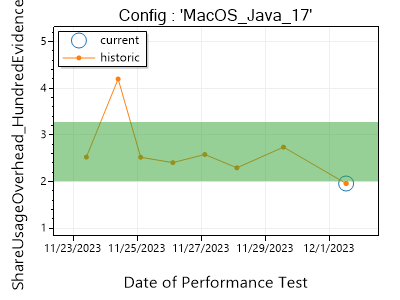 Config : 'MacOS_Java_17'
ShareUsageOverhead_HundredEvidence
current
historic
5
4
3
2
1
11/23/2023
11/25/2023
11/27/2023
11/29/2023
12/1/2023
Date of Performance Test